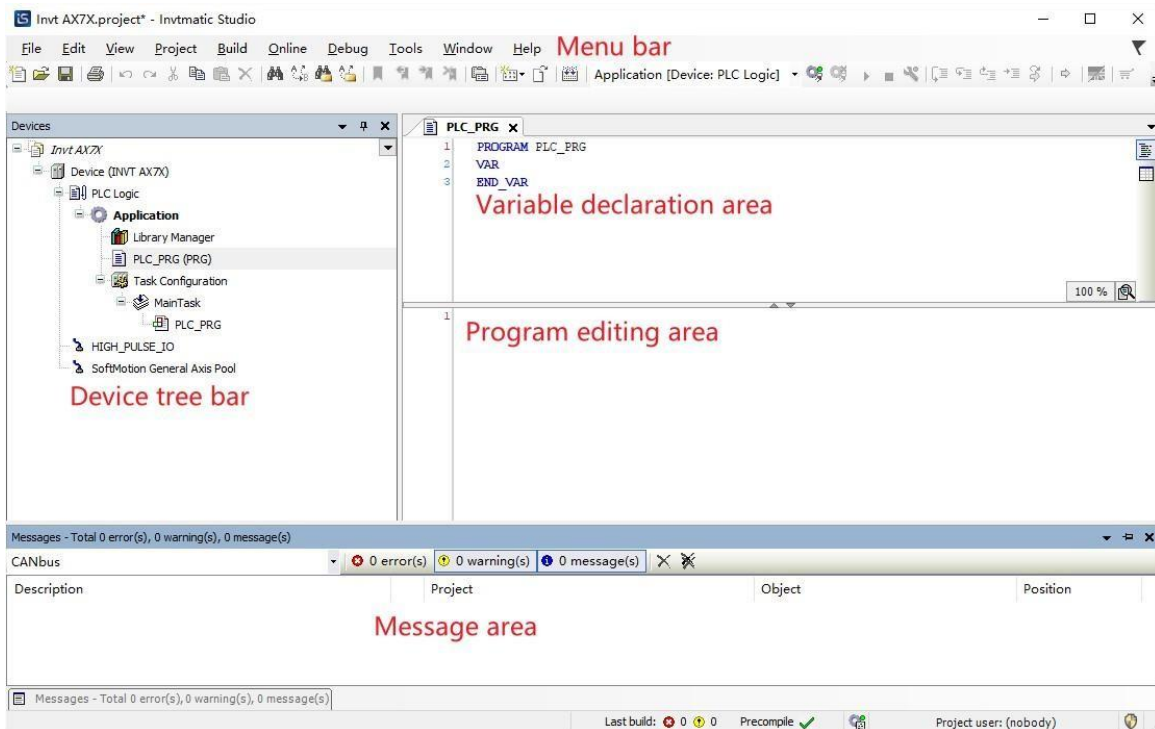 Invt AX7X.project* - Invtmatic Studio
File Edit View Project Build Online Debug Tools Window Help Menu bar
Application [Device: PLC Logic]
Devices
Invt AX7X
Device (INVT AX7X)
PLC Logic
Application
Library Manager
PLC_PRG (PRG)
Task Configuration
MainTask
PLC_PRG
HIGH_PULSE_IO
SoftMotion General Axis Pool
Device tree bar
PLC_PRG
1 PROGRAM PLC_PRG
2 VAR
3 END_VAR
Variable declaration area
100 %
1
Program editing area
Messages - Total 0 error(s), 0 warning(s), 0 message(s)
CANbus 0 error(s) 0 warning(s) 0 message(s)
Description Project Object Position
Message area
Messages - Total 0 error(s), 0 warning(s), 0 message(s)
Last build: 0 0 Precompile Project user: (nobody)